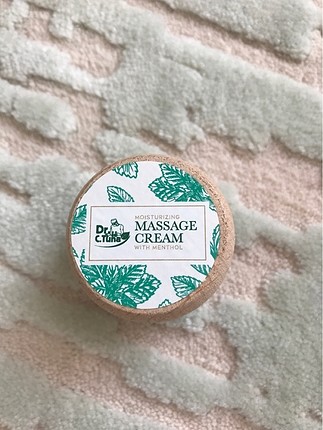 Dr.
C.Tuna
MOISTURIZING
MASSAGE
CREAM
WITH MENTHOL